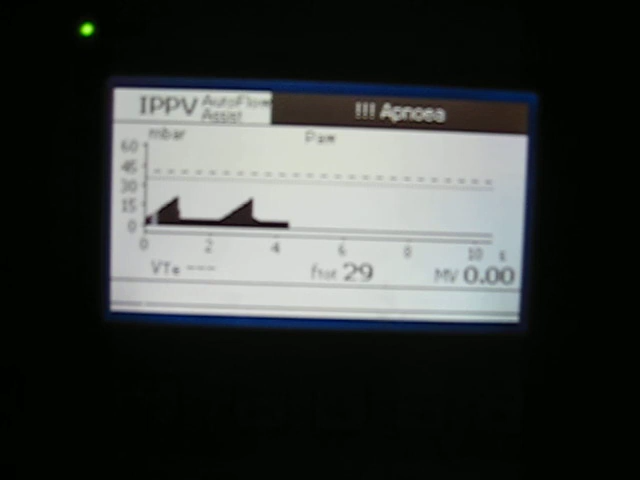 IPPV AutoFlow Assist !!! Apnoea
mbar Paw
60
45
30
15
0
0 2 4 6 8 10 s
VTe --- ftot 29 MV 0.00